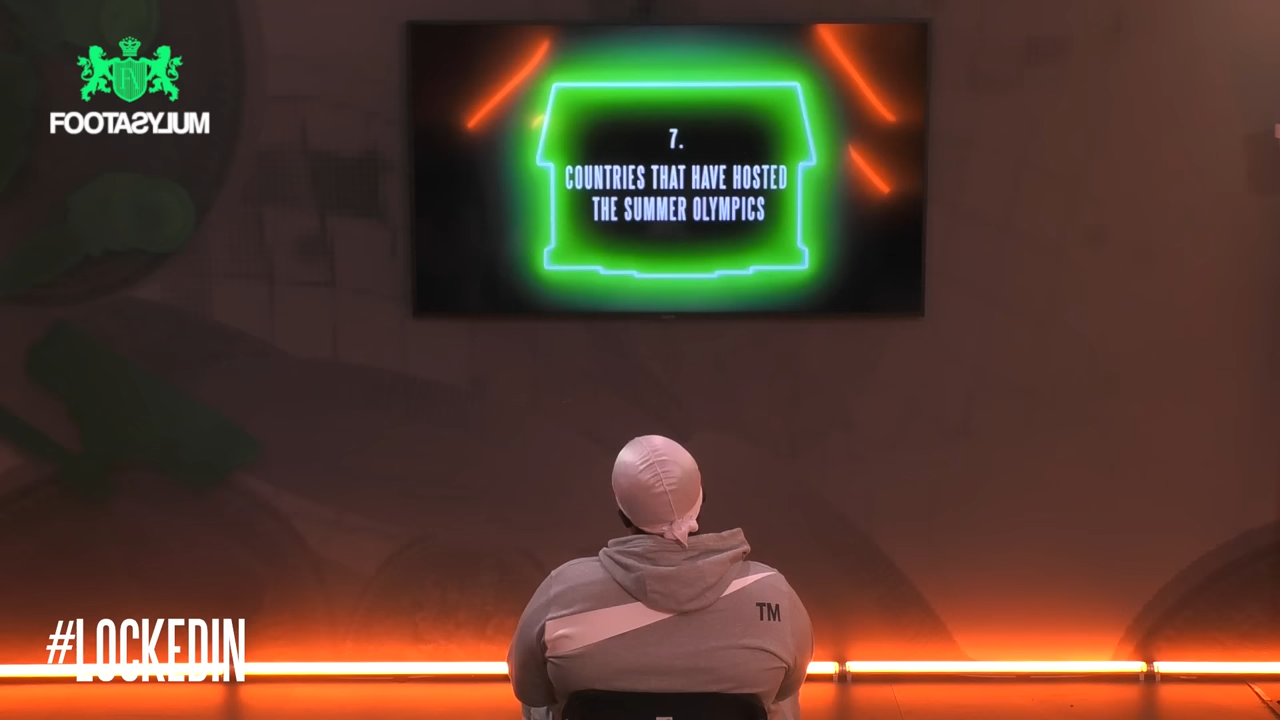 FOOTASYLUM
7.
COUNTRIES THAT HAVE HOSTED
THE SUMMER OLYMPICS
TM
#LOCKEDIN